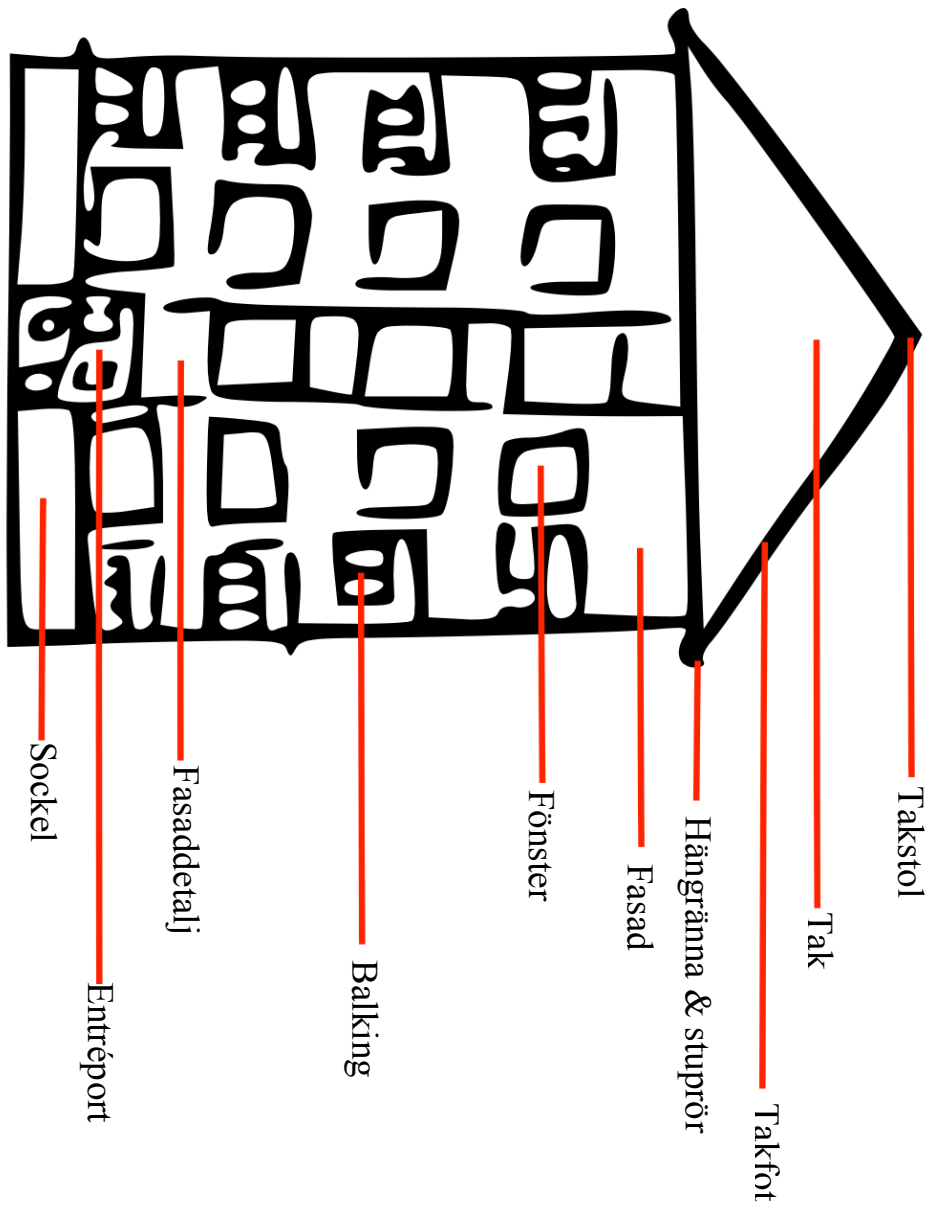 Takstol
Tak
Takfot
Hängränna & stuprör
Fasad
Fönster
Balking
Fasaddetalj
Entréport
Sockel